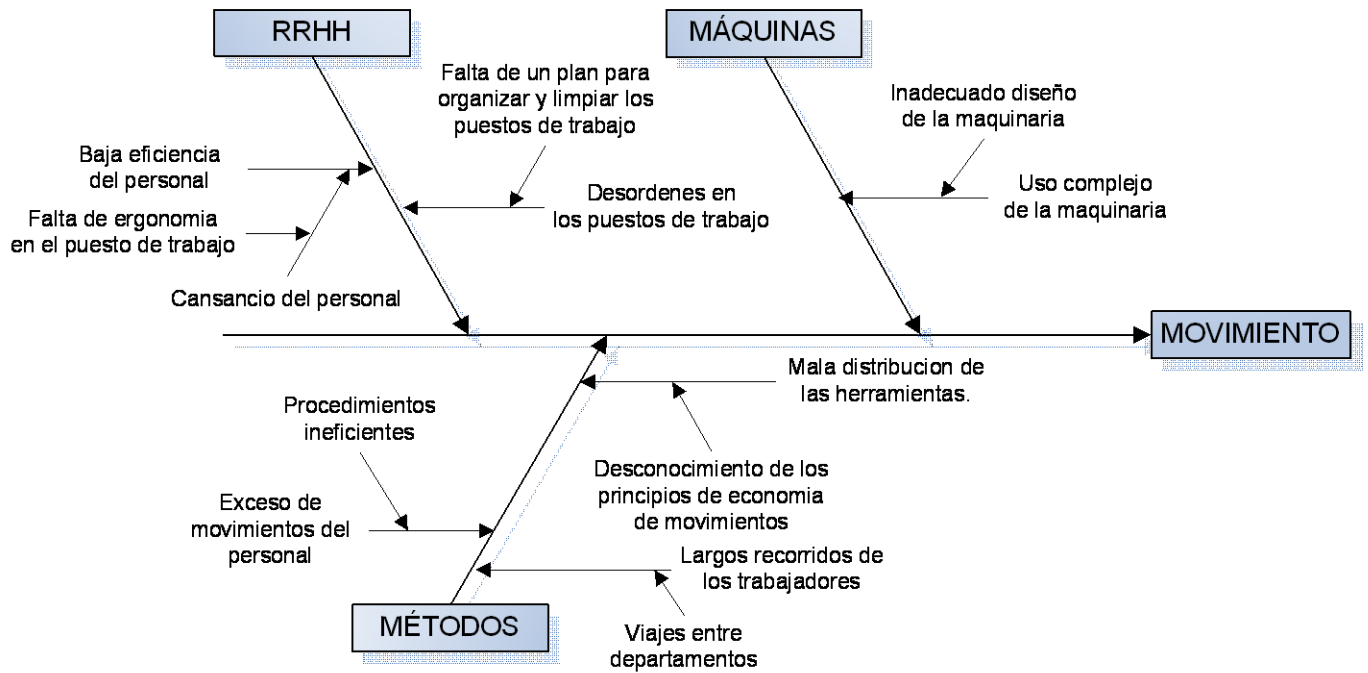 RRHH
MÁQUINAS
Falta de un plan para
organizar y limpiar los
puestos de trabajo
Inadecuado diseño
de la maquinaria
Baja eficiencia
del personal
Desordenes en
los puestos de trabajo
Uso complejo
de la maquinaria
Falta de ergonomia
en el puesto de trabajo
Cansancio del personal
MOVIMIENTO
Mala distribucion de
las herramientas.
Procedimientos
ineficientes
Desconocimiento de los
principios de economia
de movimientos
Exceso de
movimientos del
personal
Largos recorridos de
los trabajadores
MÉTODOS
Viajes entre
departamentos